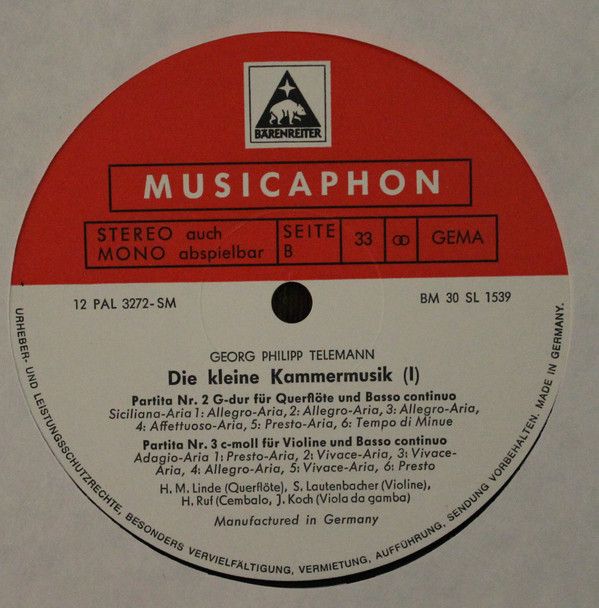 BÄRENREITER
MUSICAPHON
STEREO auch
MONO abspielbar
SEITE
B
33
GEMA
12 PAL 3272-SM
BM 30 SL 1539
GEORG PHILIPP TELEMANN
Die kleine Kammermusik (I)
Partita Nr. 2 G-dur für Querflöte und Basso continuo
Siciliana-Aria 1: Allegro-Aria, 2: Allegro-Aria, 3: Allegro-Aria,
4: Affettuoso-Aria, 5: Presto-Aria, 6: Tempo di Minue
Partita Nr. 3 c-moll für Violine und Basso continuo
Adagio-Aria 1: Presto-Aria, 2: Vivace-Aria, 3: Vivace-
Aria, 4: Allegro-Aria, 5: Vivace-Aria, 6: Presto
H. M. Linde (Querflöte), S. Lautenbacher (Violine),
H. Ruf (Cembalo, J. Koch (Viola da gamba)
Manufactured in Germany
URHEBER- UND LEISTUNGSSCHUTZRECHTE, BESONDERS VERVIELFÄLTIGUNG, VERMIETUNG, AUFFÜHRUNG, SENDUNG VORBEHALTEN. MADE IN GERMANY.